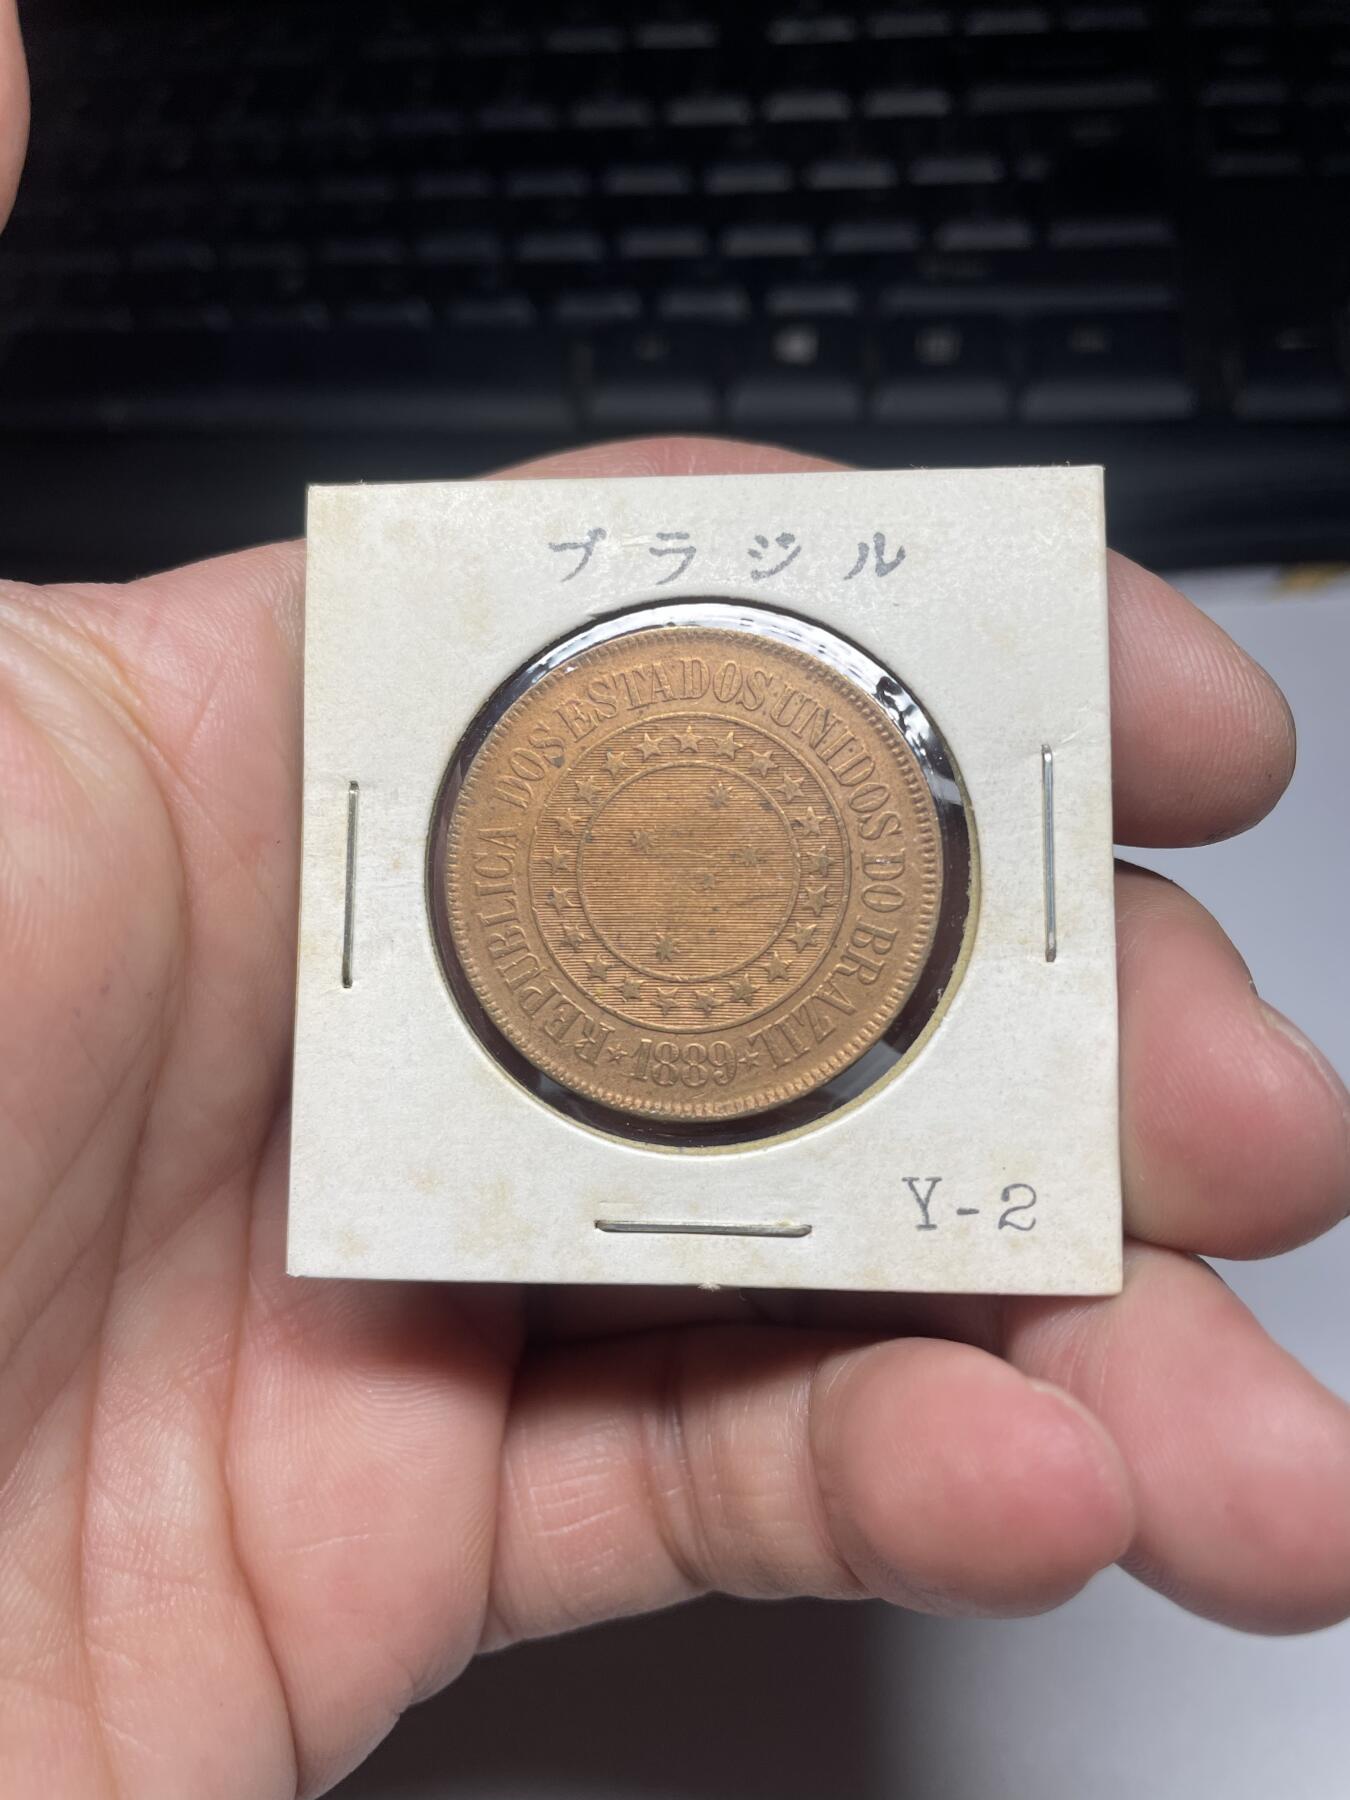 ブラジル
REPUBLICA DOS ESTADOS UNIDOS DO BRAZIL
★ 1889 ★
Y-2